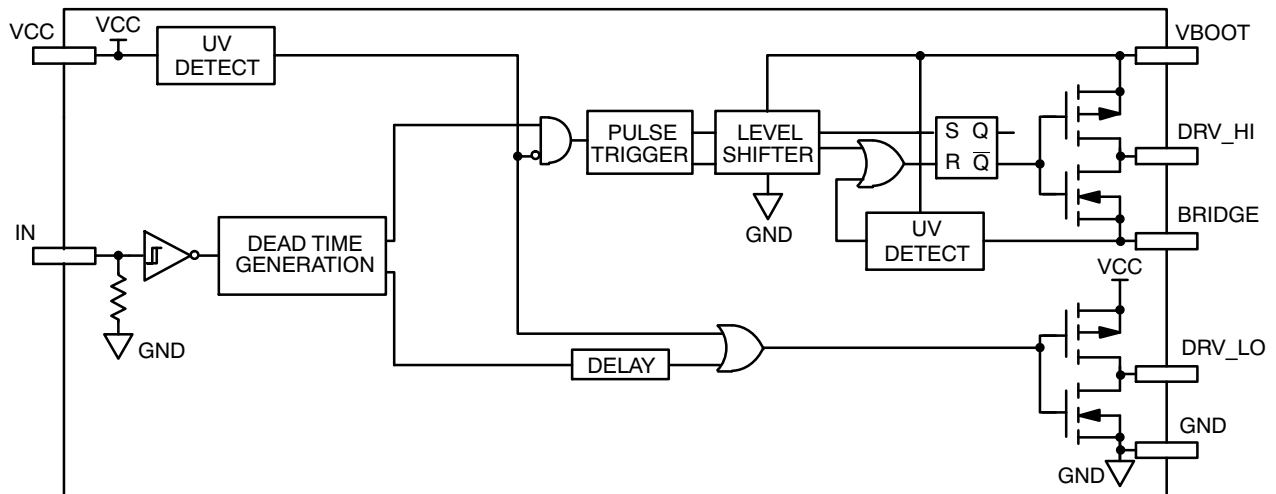 VCC
VCC
UV
DETECT
VBOOT
PULSE
TRIGGER
LEVEL
SHIFTER
S Q
R Q̅
DRV_HI
GND
UV
DETECT
BRIDGE
IN
DEAD TIME
GENERATION
GND
VCC
DELAY
DRV_LO
GND
GND